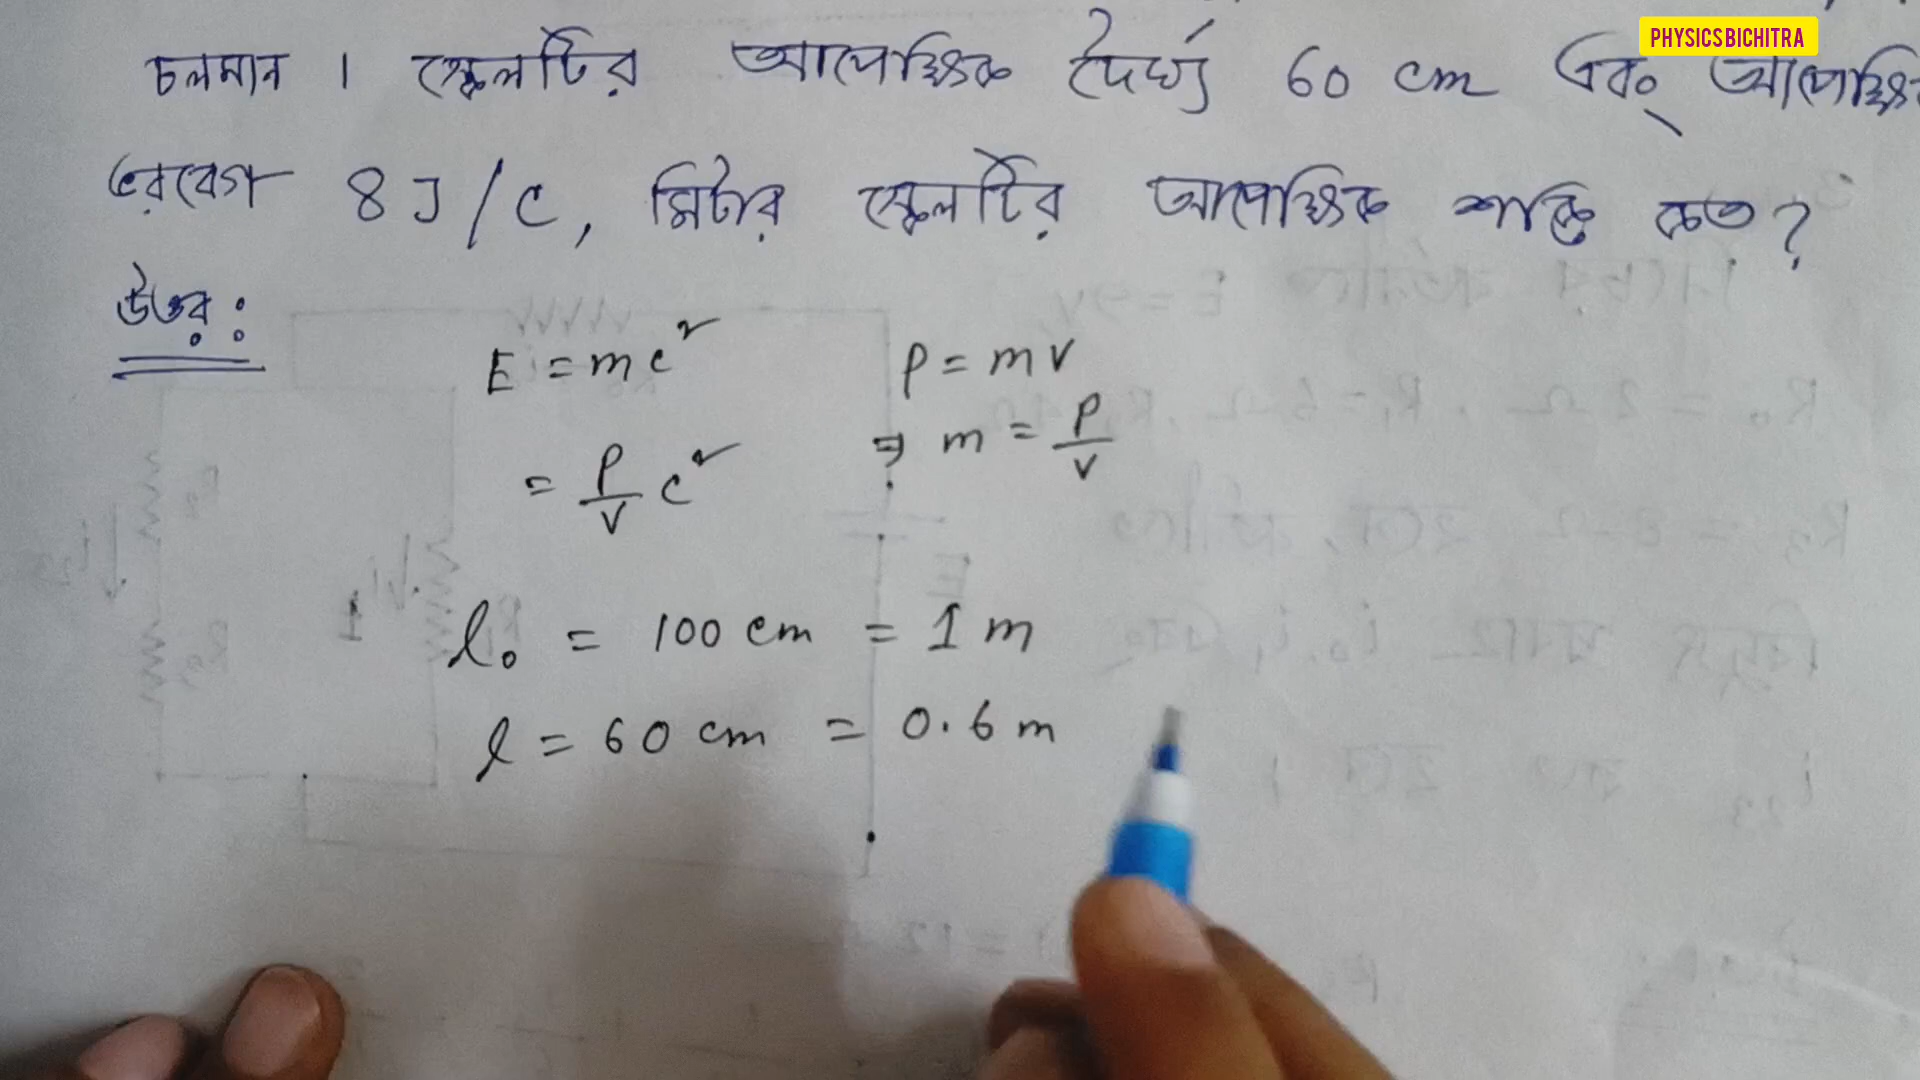 PHYSICS BICHITRA
চলমান । স্কেলটির আপেক্ষিক দৈর্ঘ্য 60 cm এবং আপেক্ষিক
ভরবেগ 8 J/C, মিটার স্কেলটির আপেক্ষিক শক্তি কত?
উত্তর :
E = mc² P = mv
= P/v c² ⇒ m = P/v
l₀ = 100 cm = 1 m
l = 60 cm = 0.6 m